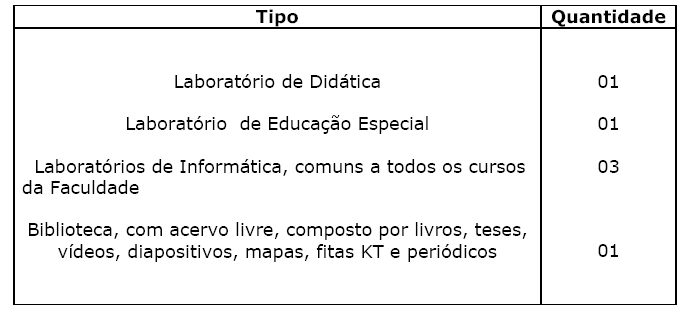 Tipo Quantidade
Laboratório de Didática 01
Laboratório de Educação Especial 01
Laboratórios de Informática, comuns a todos os cursos 03
da Faculdade
Biblioteca, com acervo livre, composto por livros, teses,
vídeos, diapositivos, mapas, fitas KT e periódicos 01